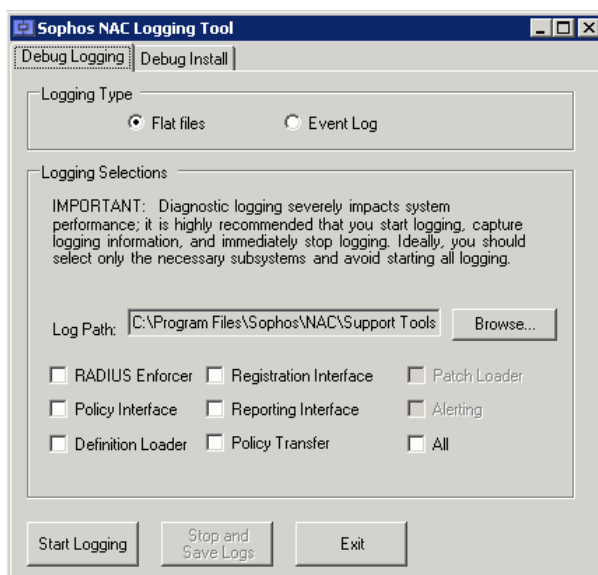 Sophos NAC Logging Tool
Debug Logging Debug Install
Logging Type
Flat files Event Log
Logging Selections
IMPORTANT: Diagnostic logging severely impacts system
performance; it is highly recommended that you start logging, capture
logging information, and immediately stop logging. Ideally, you should
select only the necessary subsystems and avoid starting all logging.
Log Path: C:\Program Files\Sophos\NAC\Support Tools Browse...
RADIUS Enforcer Registration Interface Patch Loader
Policy Interface Reporting Interface Alerting
Definition Loader Policy Transfer All
Start Logging Stop and Save Logs Exit